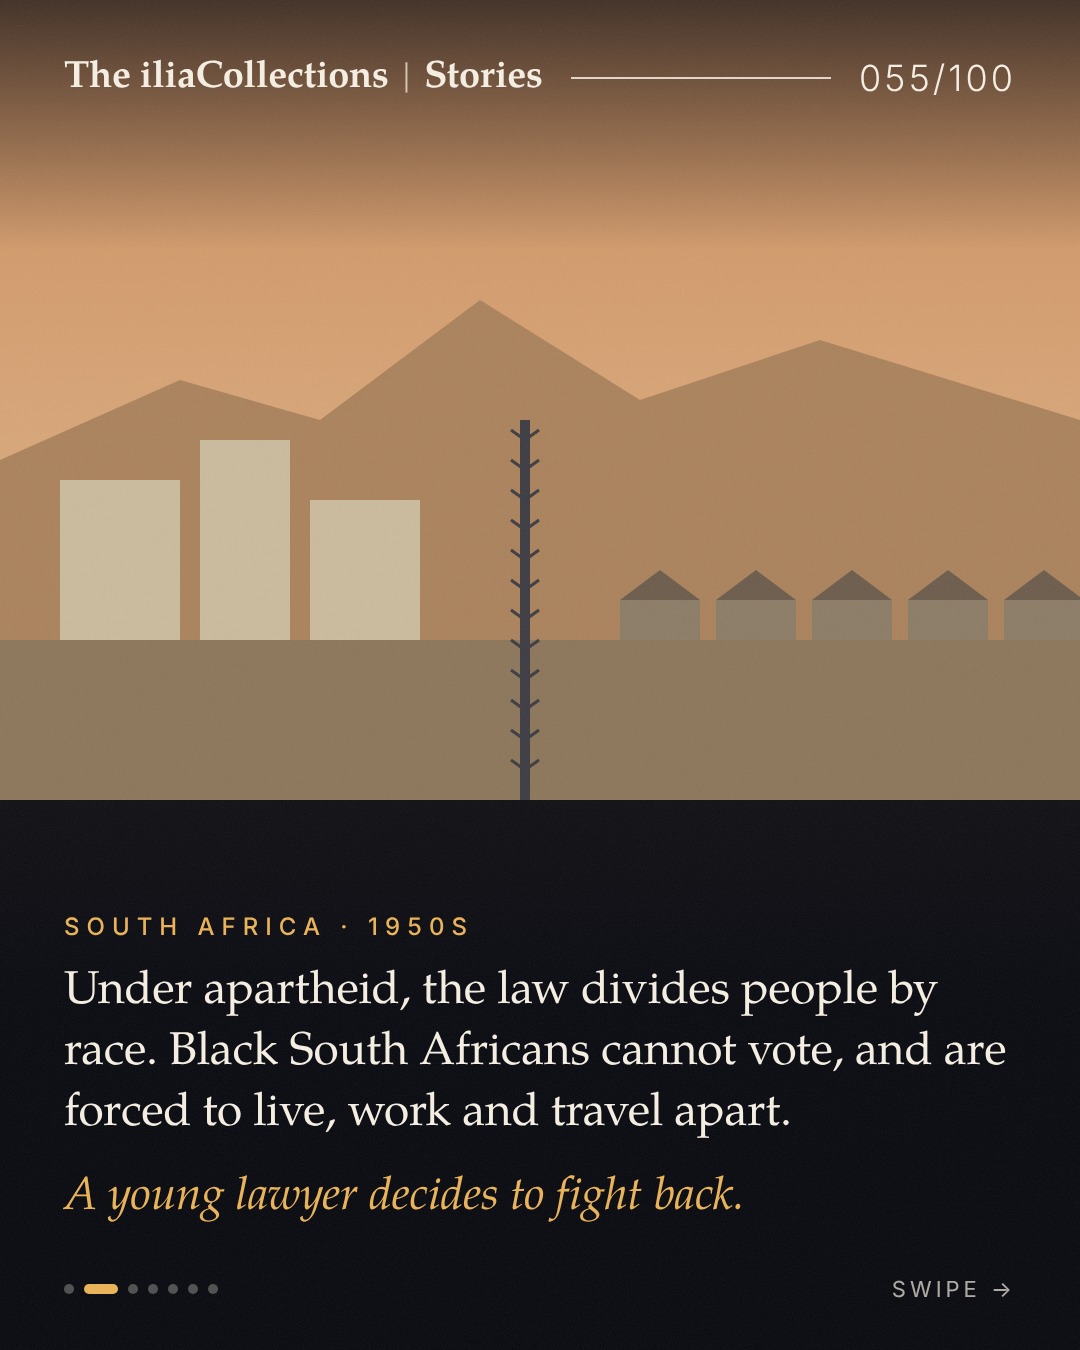 The iliaCollections | Stories 055/100
SOUTH AFRICA · 1950S
Under apartheid, the law divides people by
race. Black South Africans cannot vote, and are
forced to live, work and travel apart.
A young lawyer decides to fight back.
SWIPE →